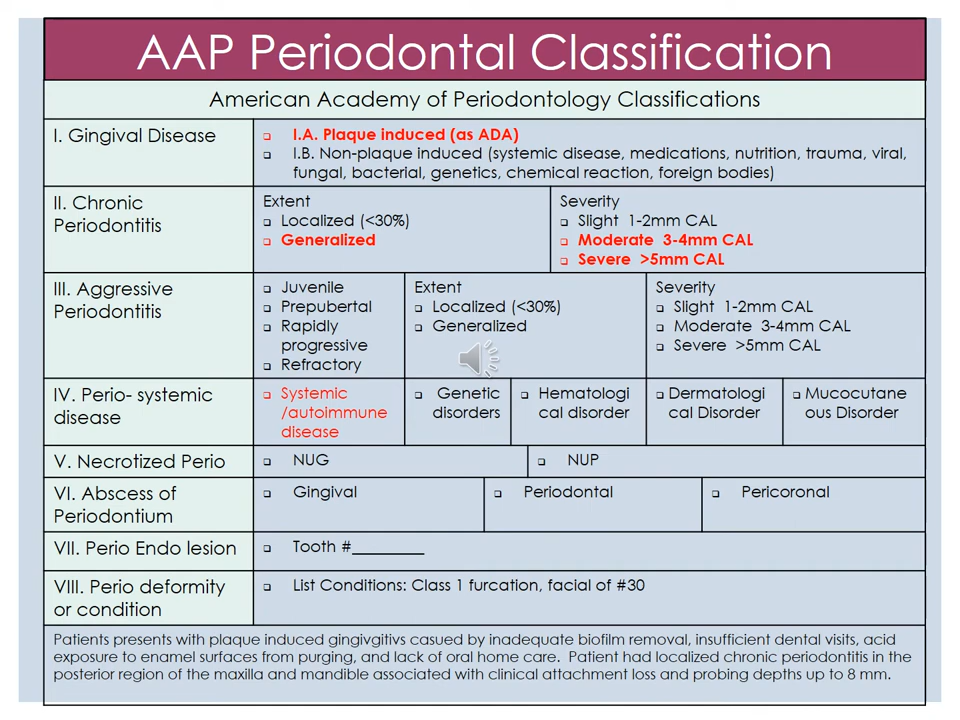 AAP Periodontal Classification
American Academy of Periodontology Classifications
I. Gingival Disease
I.A. Plaque induced (as ADA)
I.B. Non-plaque induced (systemic disease, medications, nutrition, trauma, viral,
fungal, bacterial, genetics, chemical reaction, foreign bodies)
II. Chronic
Periodontitis
Extent
Localized (<30%)
Generalized
Severity
Slight 1-2mm CAL
Moderate 3-4mm CAL
Severe >5mm CAL
III. Aggressive
Periodontitis
Juvenile
Prepubertal
Rapidly
progressive
Refractory
Extent
Localized (<30%)
Generalized
Severity
Slight 1-2mm CAL
Moderate 3-4mm CAL
Severe >5mm CAL
IV. Perio- systemic
disease
Systemic
/autoimmune
disease
Genetic
disorders
Hematologi
cal disorder
Dermatologi
cal Disorder
Mucocutane
ous Disorder
V. Necrotized Perio
NUG
NUP
VI. Abscess of
Periodontium
Gingival
Periodontal
Pericoronal
VII. Perio Endo lesion
Tooth #________
VIII. Perio deformity
or condition
List Conditions: Class 1 furcation, facial of #30
Patients presents with plaque induced gingivgitivs casued by inadequate biofilm removal, insufficient dental visits, acid
exposure to enamel surfaces from purging, and lack of oral home care. Patient had localized chronic periodontitis in the
posterior region of the maxilla and mandible associated with clinical attachment loss and probing depths up to 8 mm.